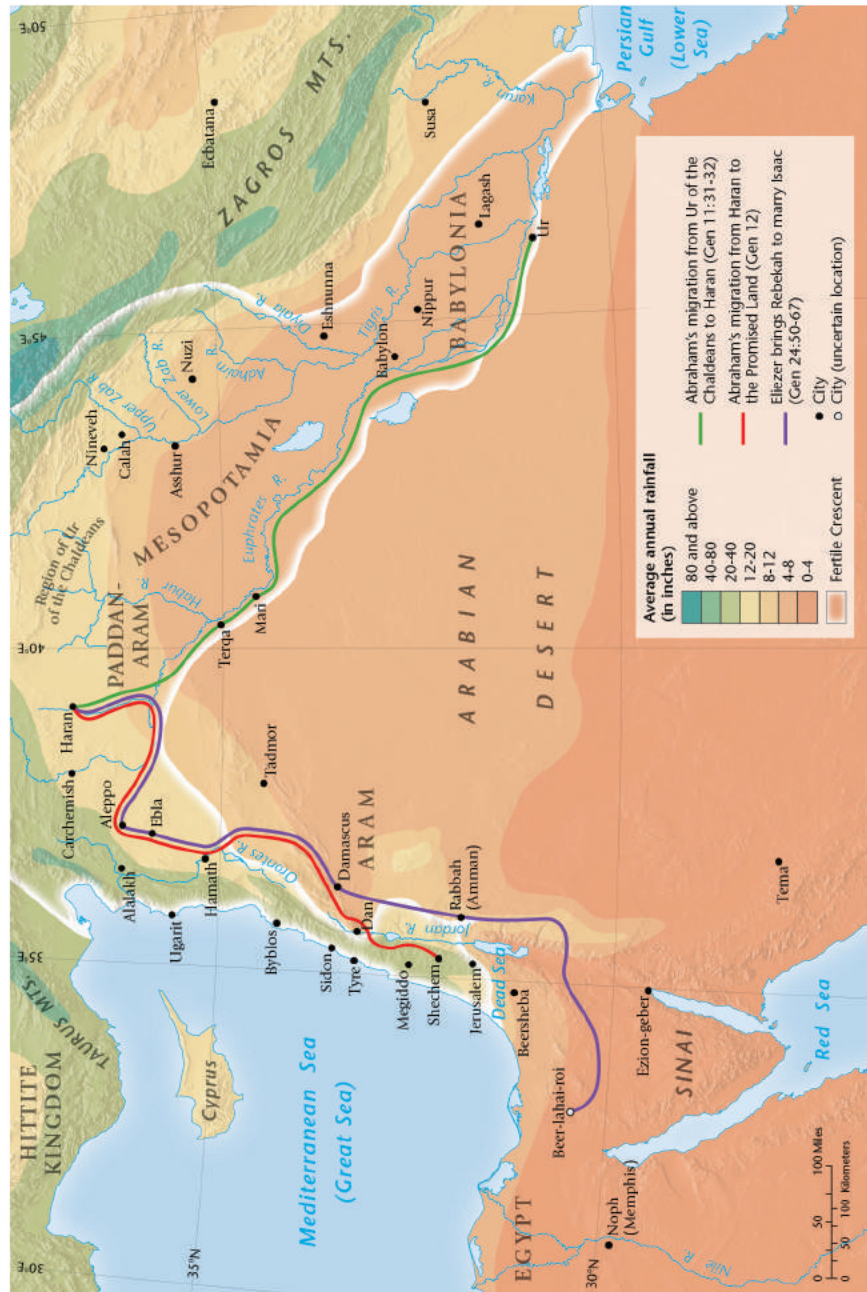 30°E
35°E
40°E
45°E
50°E
HITTITE
KINGDOM
TAURUS MTS.
Carchemish
Haran
Region of Ur
of the Chaldeans
Nineveh
Calah
Upper Zab R.
PADDAN-
ARAM
Habur R.
Alalakh
Aleppo
Ebla
Ugarit
Hamath
Asshur
Lower Zab R.
Nuzi
Adhaim R.
ZAGROS MTS.
Ecbatana
35°N
Cyprus
Orontes R.
Terqa
Mari
MESOPOTAMIA
Euphrates R.
Diyala R.
Eshnunna
Tigris R.
Mediterranean Sea
(Great Sea)
Byblos
Tadmor
Sidon
Tyre
Dan
Damascus
ARAM
Babylon
Nippur
BABYLONIA
Susa
Karun R.
Lagash
Ur
Megiddo
Shechem
Jordan R.
Jerusalem
Rabbah
(Amman)
Dead Sea
Beersheba
ARABIAN
DESERT
EGYPT
Beer-lahai-roi
30°N
Noph
(Memphis)
Nile R.
Ezion-geber
SINAI
Red Sea
Tema
Persian
Gulf
(Lower
Sea)
0 50 100 Miles
0 50 100 Kilometers
Average annual rainfall
(in inches)
80 and above
40-80
20-40
12-20
8-12
4-8
0-4
Fertile Crescent
Abraham's migration from Ur of the
Chaldeans to Haran (Gen 11:31-32)
Abraham's migration from Haran to
the Promised Land (Gen 12)
Eliezer brings Rebekah to marry Isaac
(Gen 24:50-67)
City
City (uncertain location)